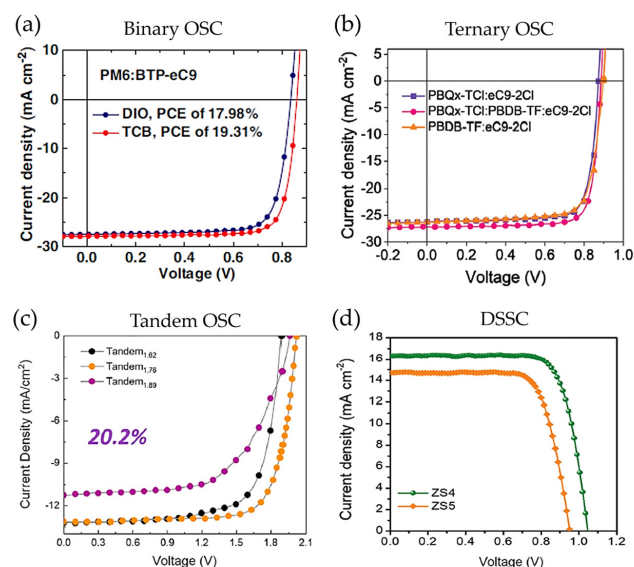 (a) Binary OSC
PM6:BTP-eC9
DIO, PCE of 17.98%
TCB, PCE of 19.31%
Current density (mA cm⁻²)
10
0
-10
-20
-30
0.0 0.2 0.4 0.6 0.8
Voltage (V)
(b) Ternary OSC
PBQx-TCl:eC9-2Cl
PBQx-TCl:PBDB-TF:eC9-2Cl
PBDB-TF:eC9-2Cl
Current density (mA cm⁻²)
5
0
-5
-10
-15
-20
-25
-30
-0.2 0.0 0.2 0.4 0.6 0.8 1.0
Voltage (V)
(c) Tandem OSC
Tandem₁.₆₂
Tandem₁.₇₆
Tandem₁.₈₉
20.2%
Current Density (mA/cm²)
0
-3
-6
-9
-12
0.0 0.3 0.6 0.9 1.2 1.5 1.8 2.1
Voltage (V)
(d) DSSC
Current density (mA cm⁻²)
18
16
14
12
10
8
6
4
2
0
ZS4
ZS5
0.0 0.2 0.4 0.6 0.8 1.0 1.2
Voltage (V)